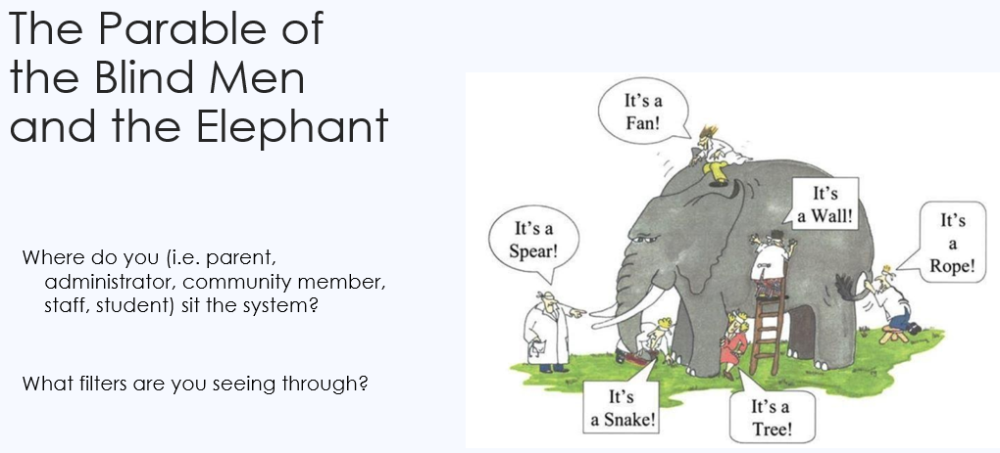 The Parable of
the Blind Men
and the Elephant
Where do you (i.e. parent,
administrator, community member,
staff, student) sit the system?
What filters are you seeing through?
It's a
Fan!
It's
a Wall!
It's
a
Rope!
It's a
Spear!
It's
a Snake!
It's a
Tree!